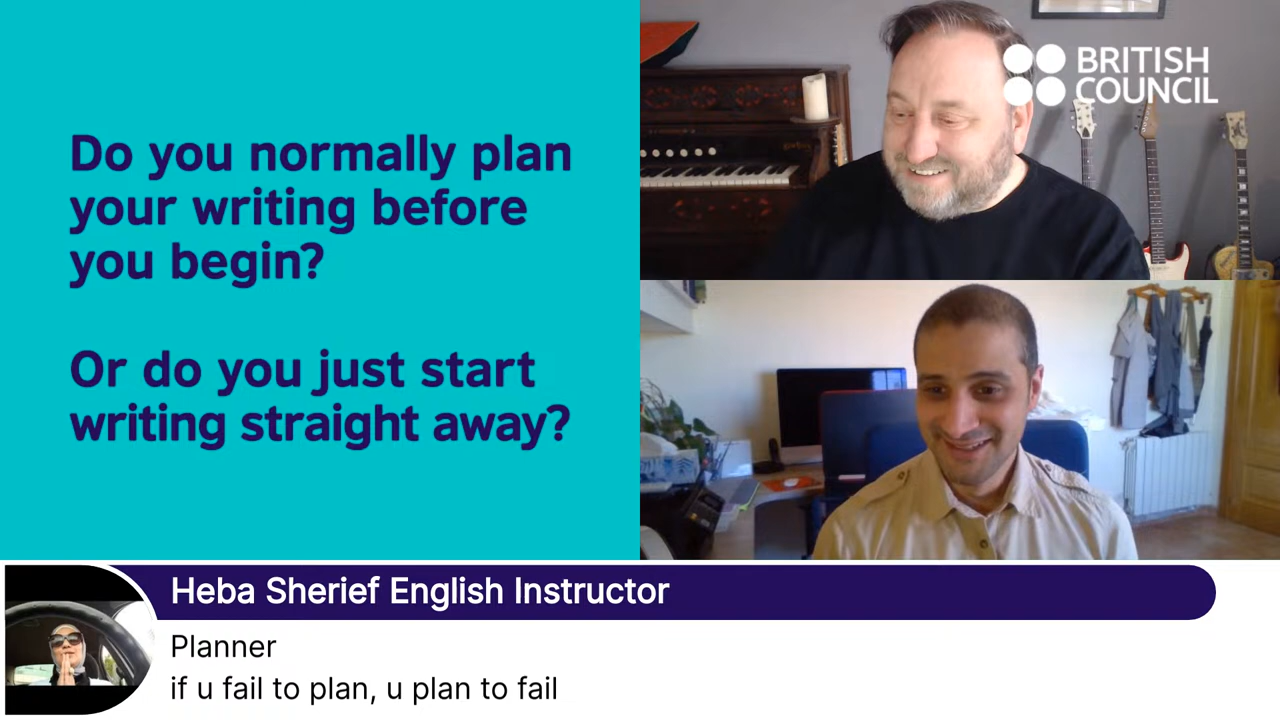 Do you normally plan
your writing before
you begin?
Or do you just start
writing straight away?
BRITISH
COUNCIL
Heba Sherief English Instructor
Planner
if u fail to plan, u plan to fail